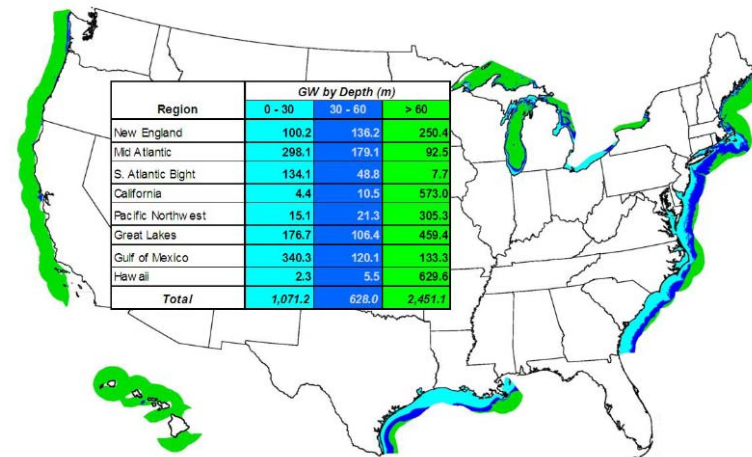 GW by Depth (m)
Region 0 - 30 30 - 60 > 60
New England 100.2 136.2 250.4
Mid Atlantic 298.1 179.1 92.5
S. Atlantic Bight 134.1 48.8 7.7
California 4.4 10.5 573.0
Pacific Northwest 15.1 21.3 305.3
Great Lakes 176.7 106.4 459.4
Gulf of Mexico 340.3 120.1 133.3
Hawaii 2.3 5.5 629.6
Total 1,071.2 628.0 2,451.1